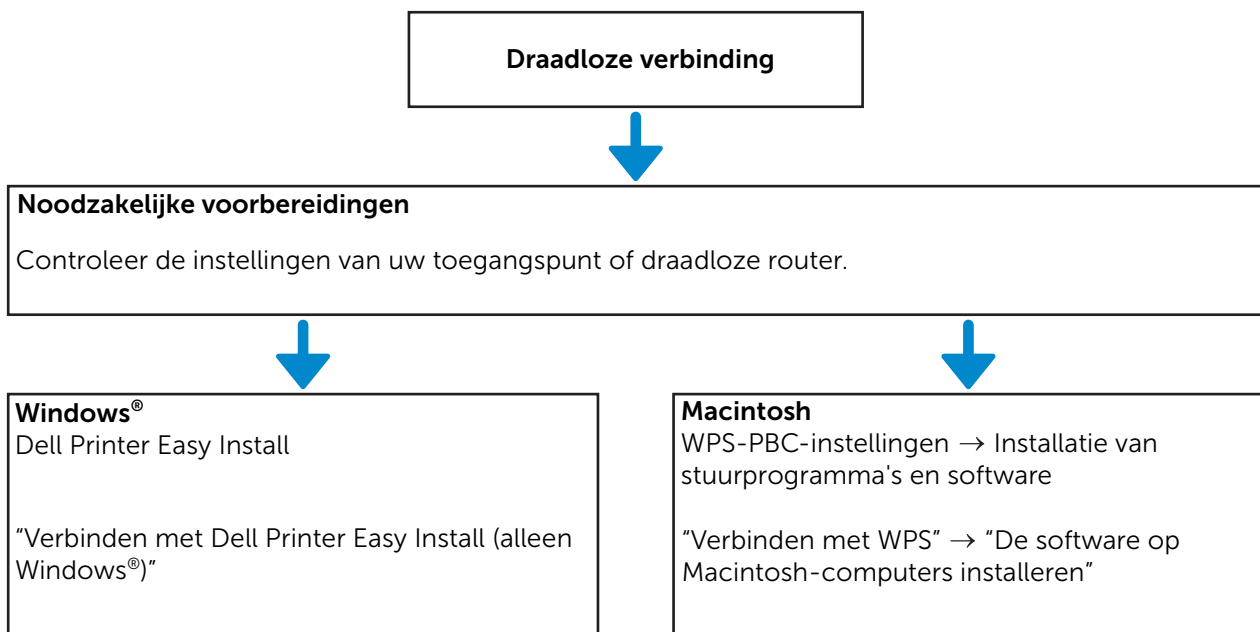 Draadloze verbinding
Noodzakelijke voorbereidingen
Controleer de instellingen van uw toegangspunt of draadloze router.
Windows®
Dell Printer Easy Install
“Verbinden met Dell Printer Easy Install (alleen
Windows®)”
Macintosh
WPS-PBC-instellingen → Installatie van
stuurprogramma's en software
“Verbinden met WPS” → “De software op
Macintosh-computers installeren”